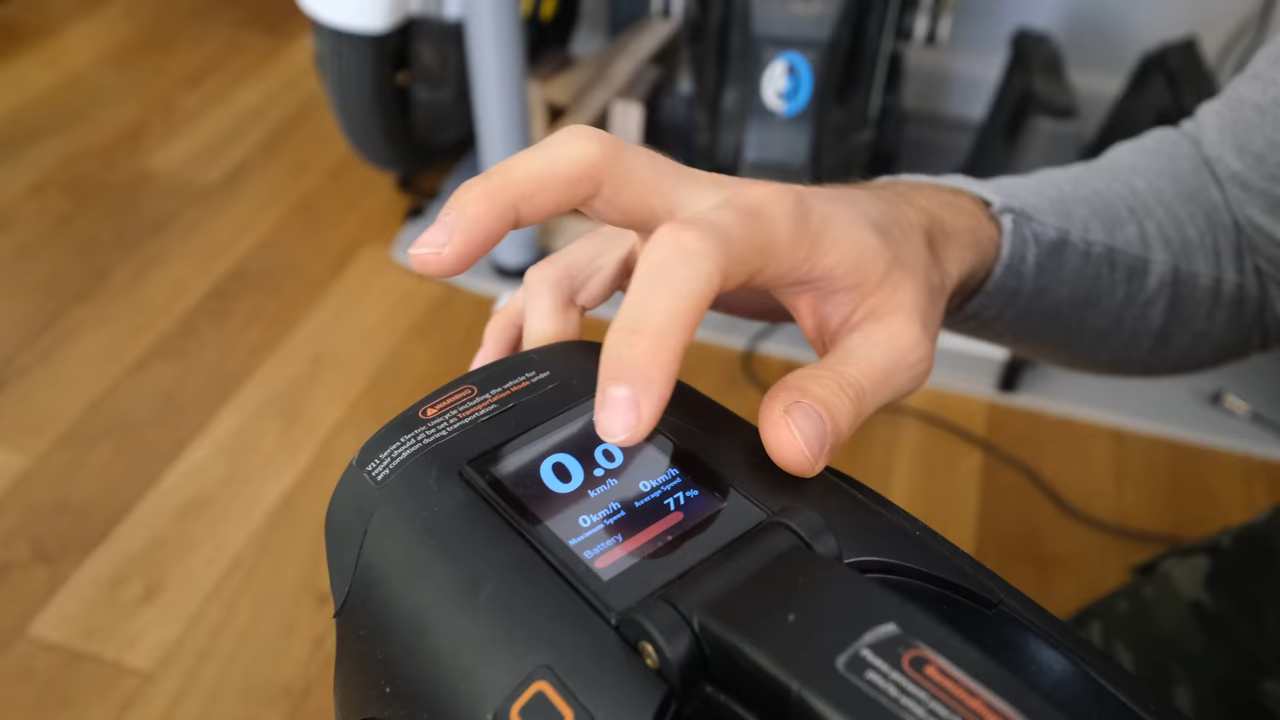 WARNING
V11 Series Electric Unicycle including the vehicle for
repair should all be set as Transportation Mode under
any condition during transportation.
0.0
km/h
0km/h
Maximum Speed
0km/h
Average Speed
77%
Battery